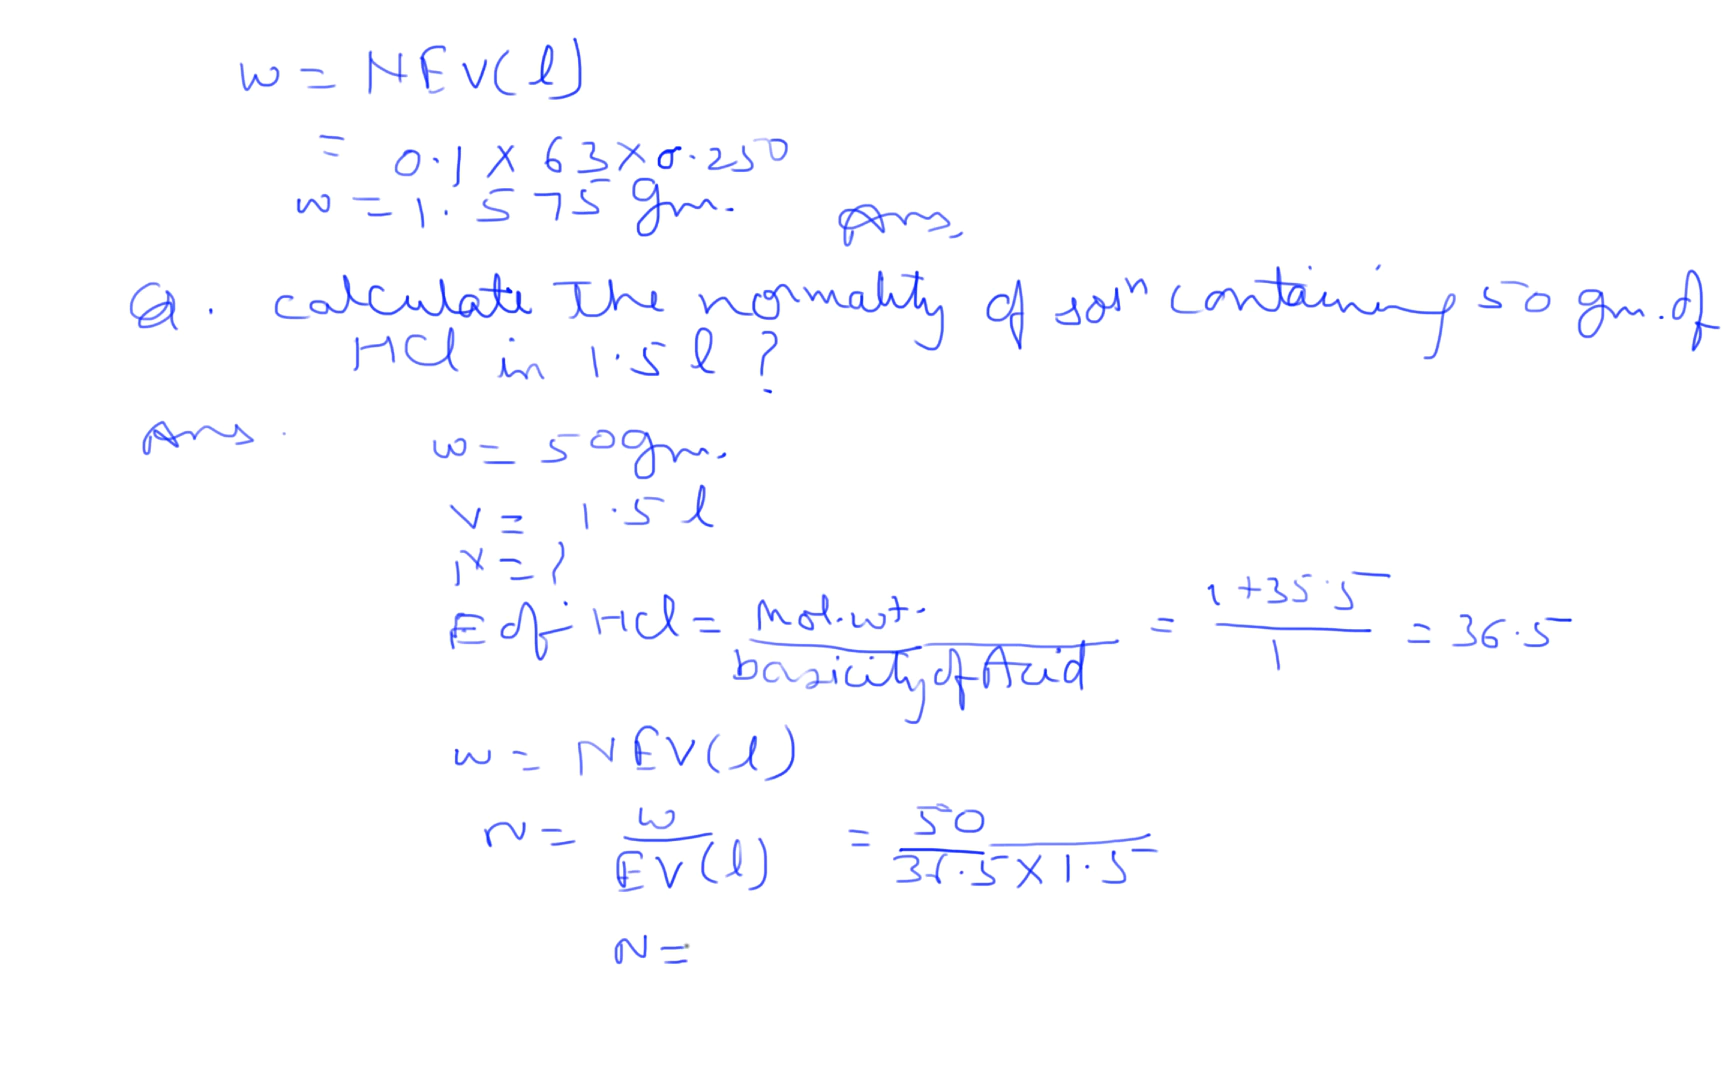 w = NEV(l)
= 0.1 X 63 X 0.250
w = 1.575 gm. Ans,
Q. calculate The normality of solⁿ containing 50 gm. of
HCl in 1.5 l ?
Ans. w = 50 gm.
V = 1.5 l
N = ?
E of HCl = Mol.wt. / basicity of Acid = 1+35.5 / 1 = 36.5
w = NEV(l)
N = w / EV(l) = 50 / 36.5 X 1.5
N =